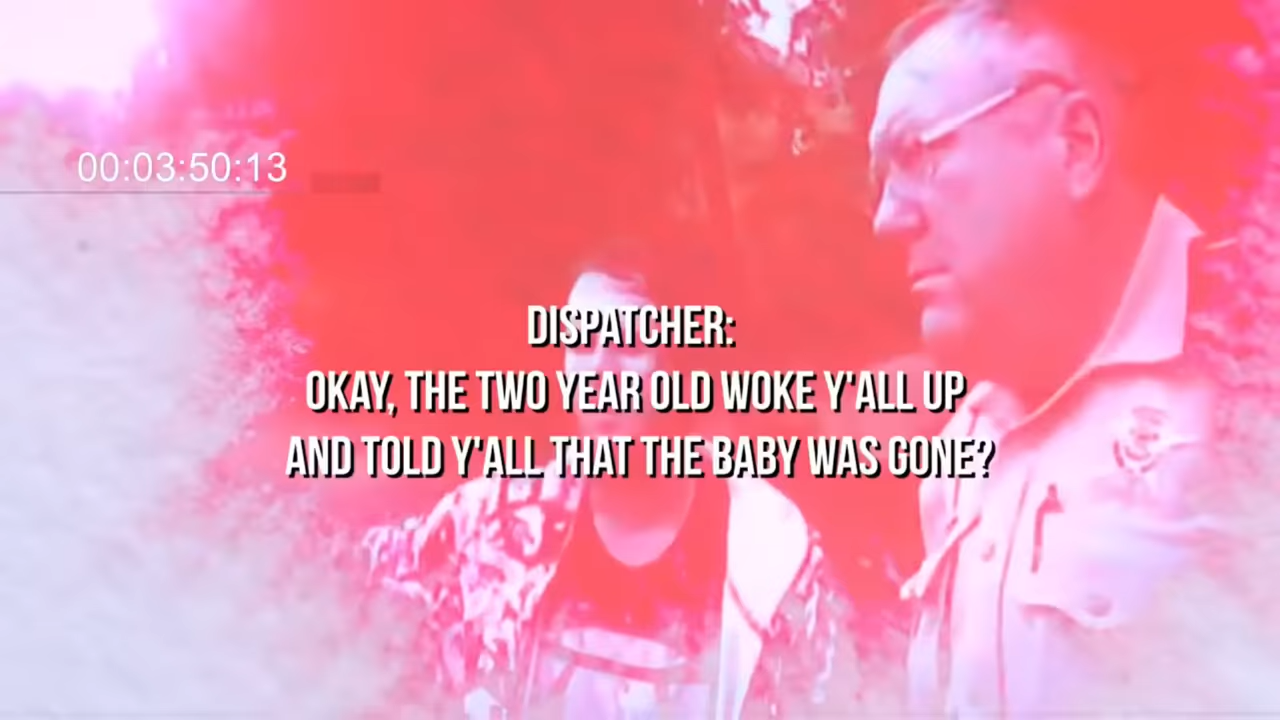 00:03:50:13
DISPATCHER:
OKAY, THE TWO YEAR OLD WOKE Y'ALL UP
AND TOLD Y'ALL THAT THE BABY WAS GONE?